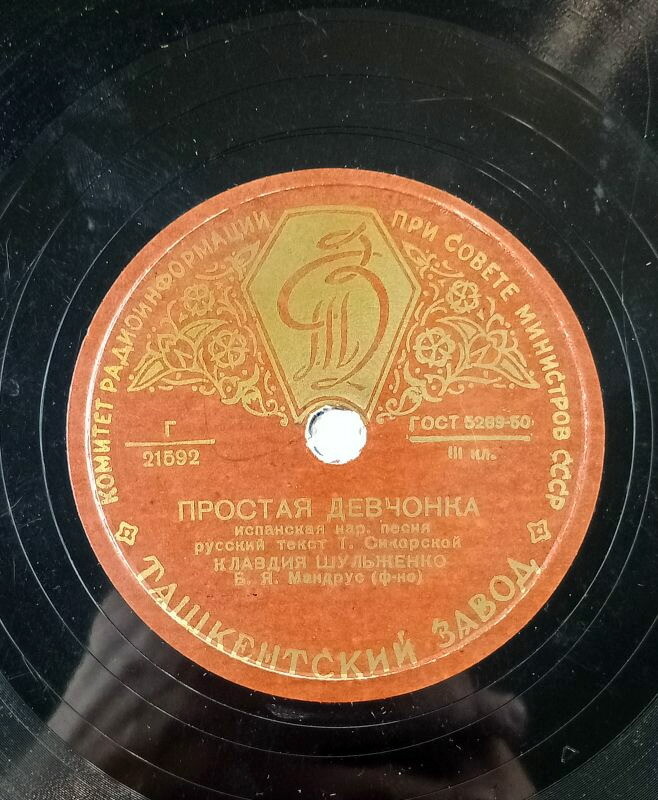 КОМИТЕТ РАДИОИНФОРМАЦИИ ПРИ СОВЕТЕ МИНИСТРОВ СССР
Г
21592
ГОСТ 5289-50
III кл.
ПРОСТАЯ ДЕВЧОНКА
испанская нар. песня
русский текст Т. Сикорской
КЛАВДИЯ ШУЛЬЖЕНКО
Б. Я. Мандрус (ф-но)
ТАШКЕНТСКИЙ ЗАВОД